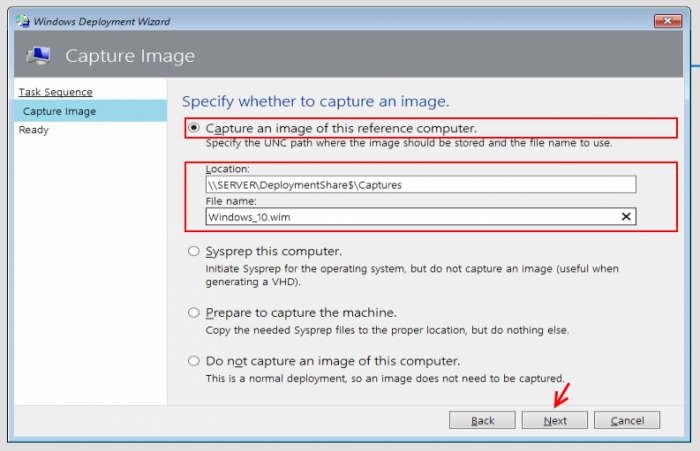 Windows Deployment Wizard
Capture Image
Task Sequence
Capture Image
Ready
Specify whether to capture an image.
Capture an image of this reference computer.
Specify the UNC path where the image should be stored and the file name to use.
Location:
\\SERVER\DeploymentShare$\Captures
File name:
Windows_10.wim
Sysprep this computer.
Initiate Sysprep for the operating system, but do not capture an image (useful when
generating a VHD).
Prepare to capture the machine.
Copy the needed Sysprep files to the proper location, but do nothing else.
Do not capture an image of this computer.
This is a normal deployment, so an image does not need to be captured.
Back
Next
Cancel